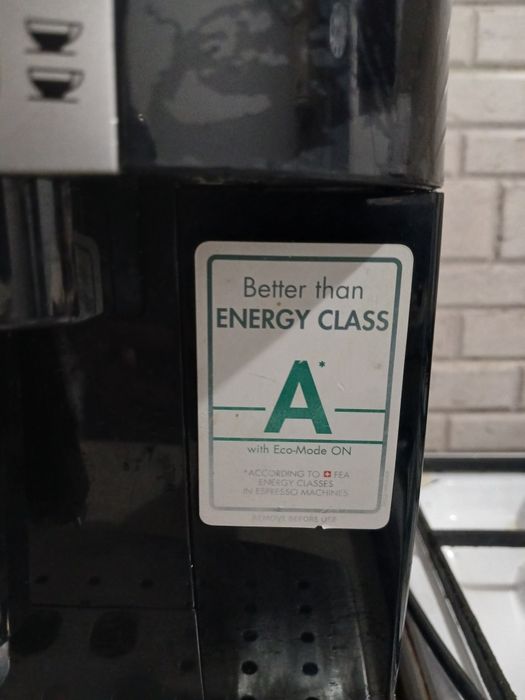 Better than
ENERGY CLASS
A*
with Eco-Mode ON
*ACCORDING TO FEA
ENERGY CLASSES
IN ESPRESSO MACHINES
REMOVE BEFORE USE